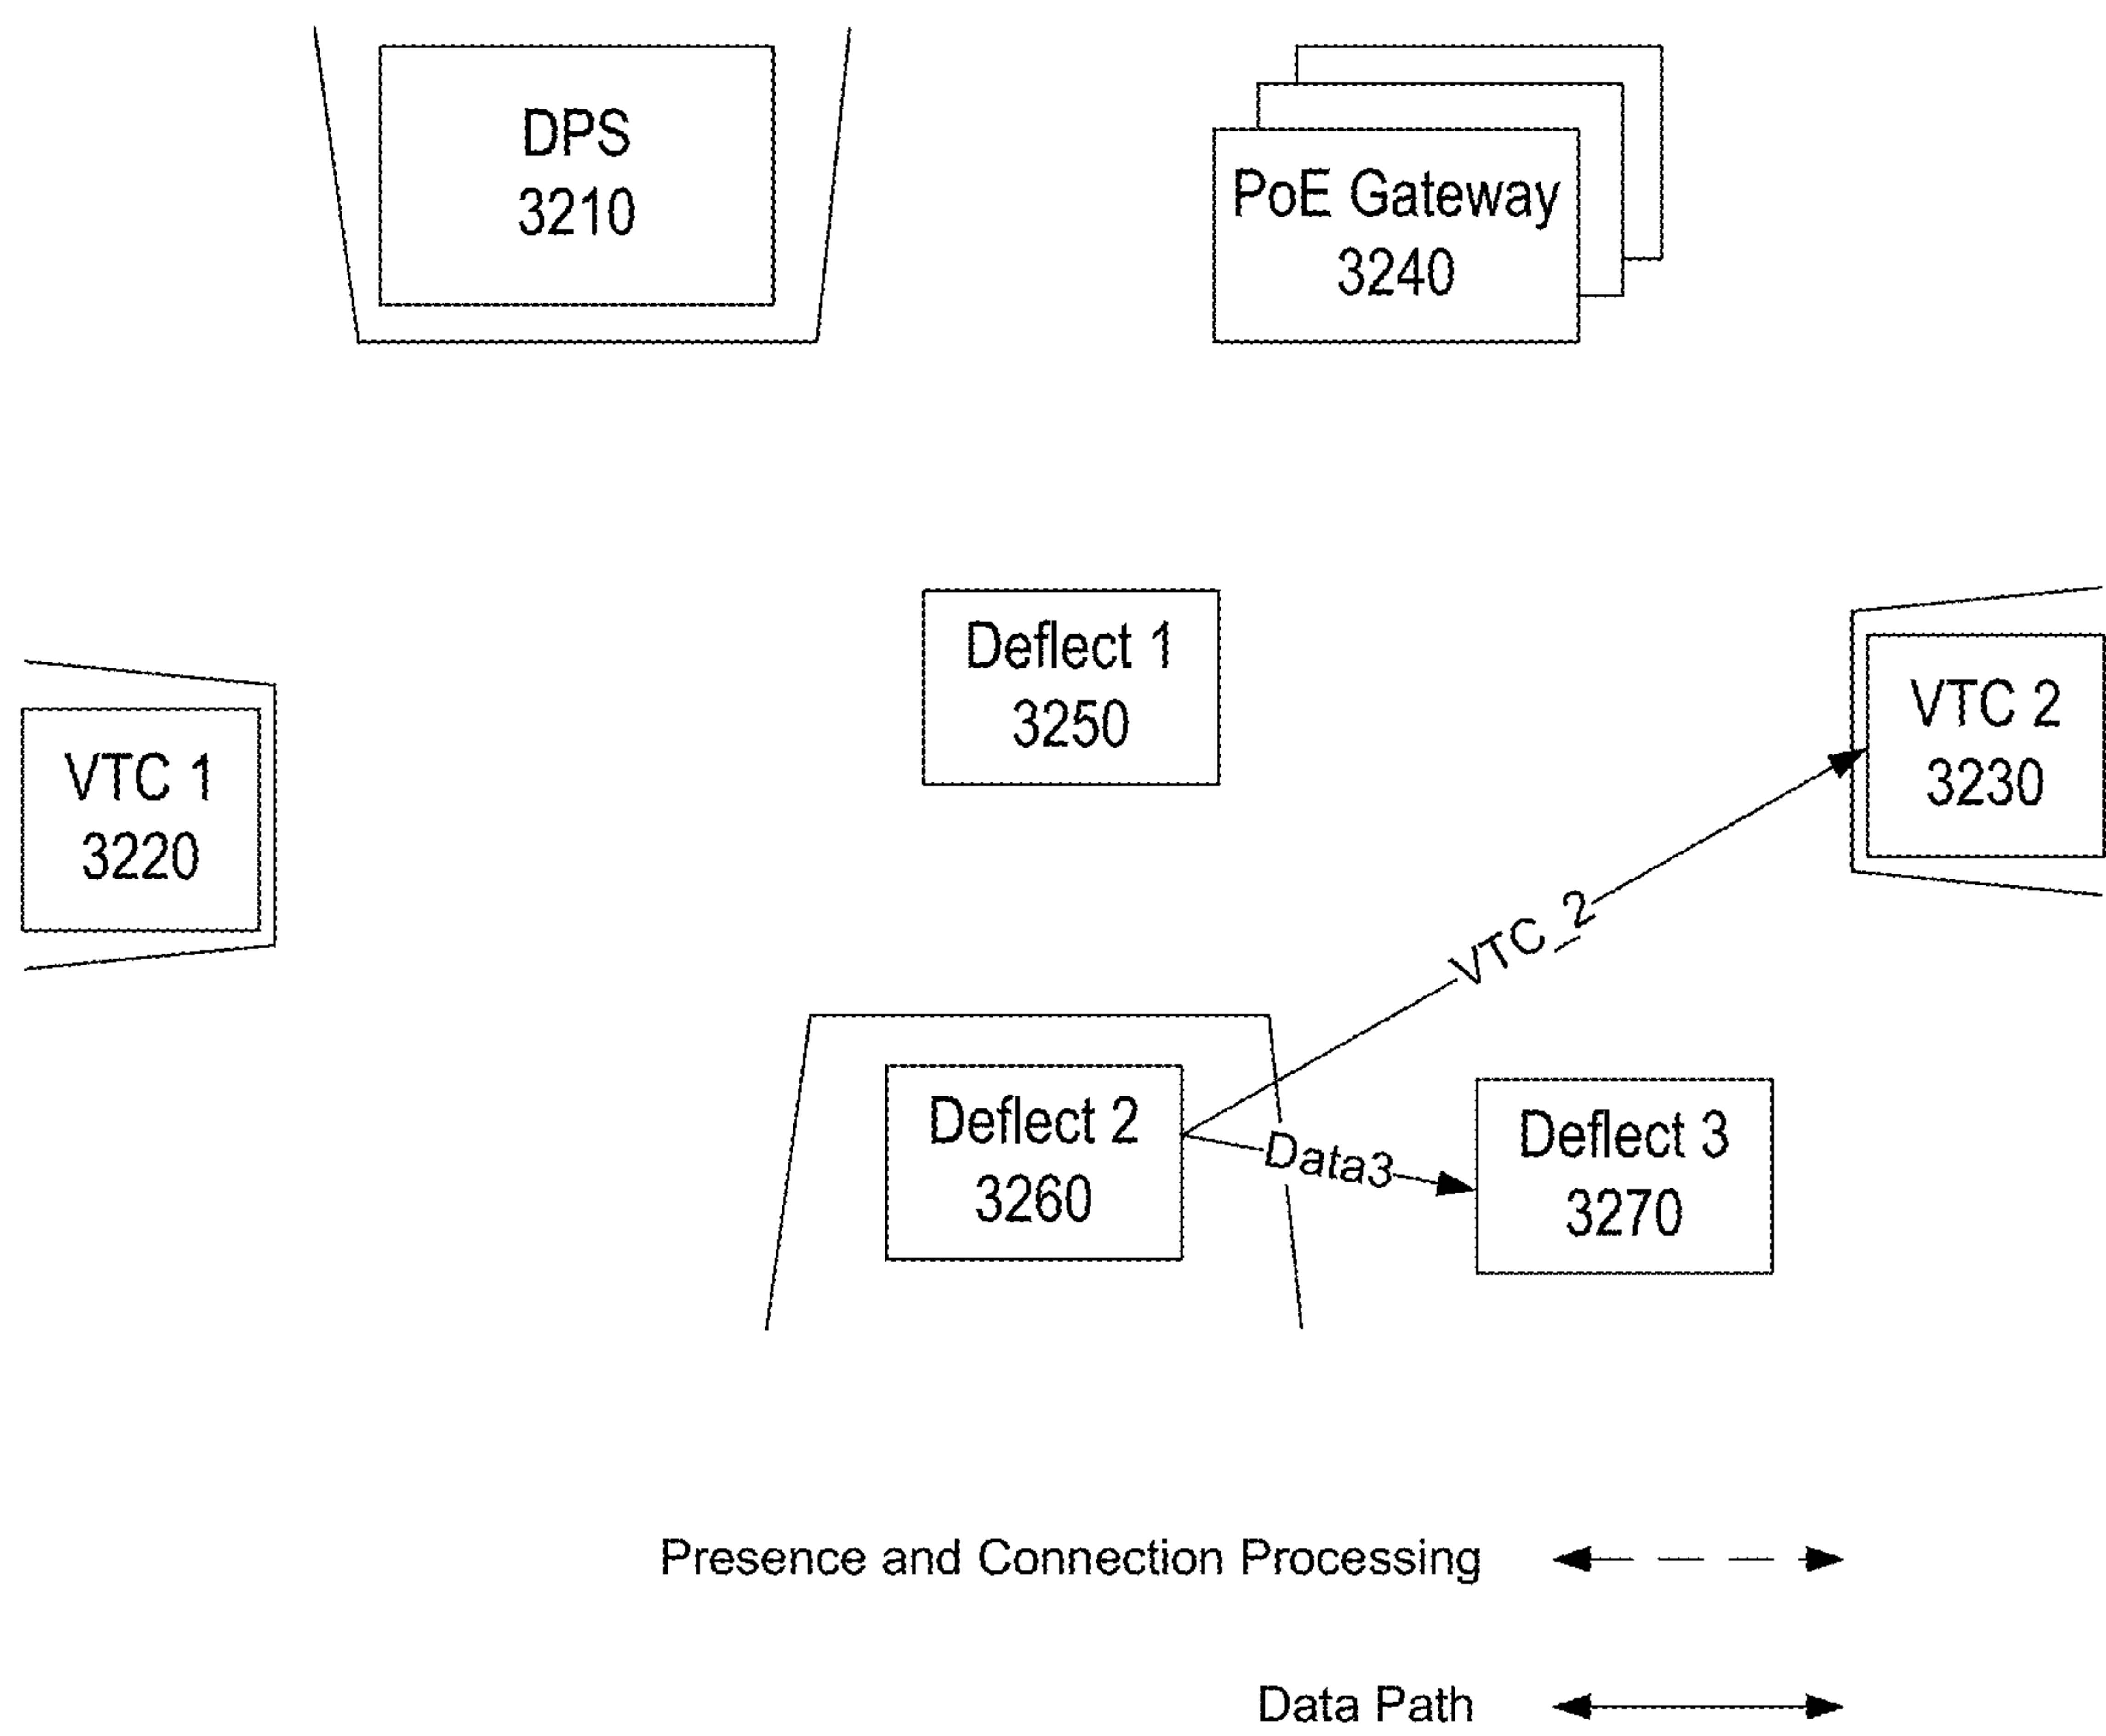 DPS
3210
PoE Gateway
3240
Deflect 1
3250
VTC 1
3220
VTC 2
3230
VTC_2
Deflect 2
3260
Data3
Deflect 3
3270
Presence and Connection Processing
Data Path